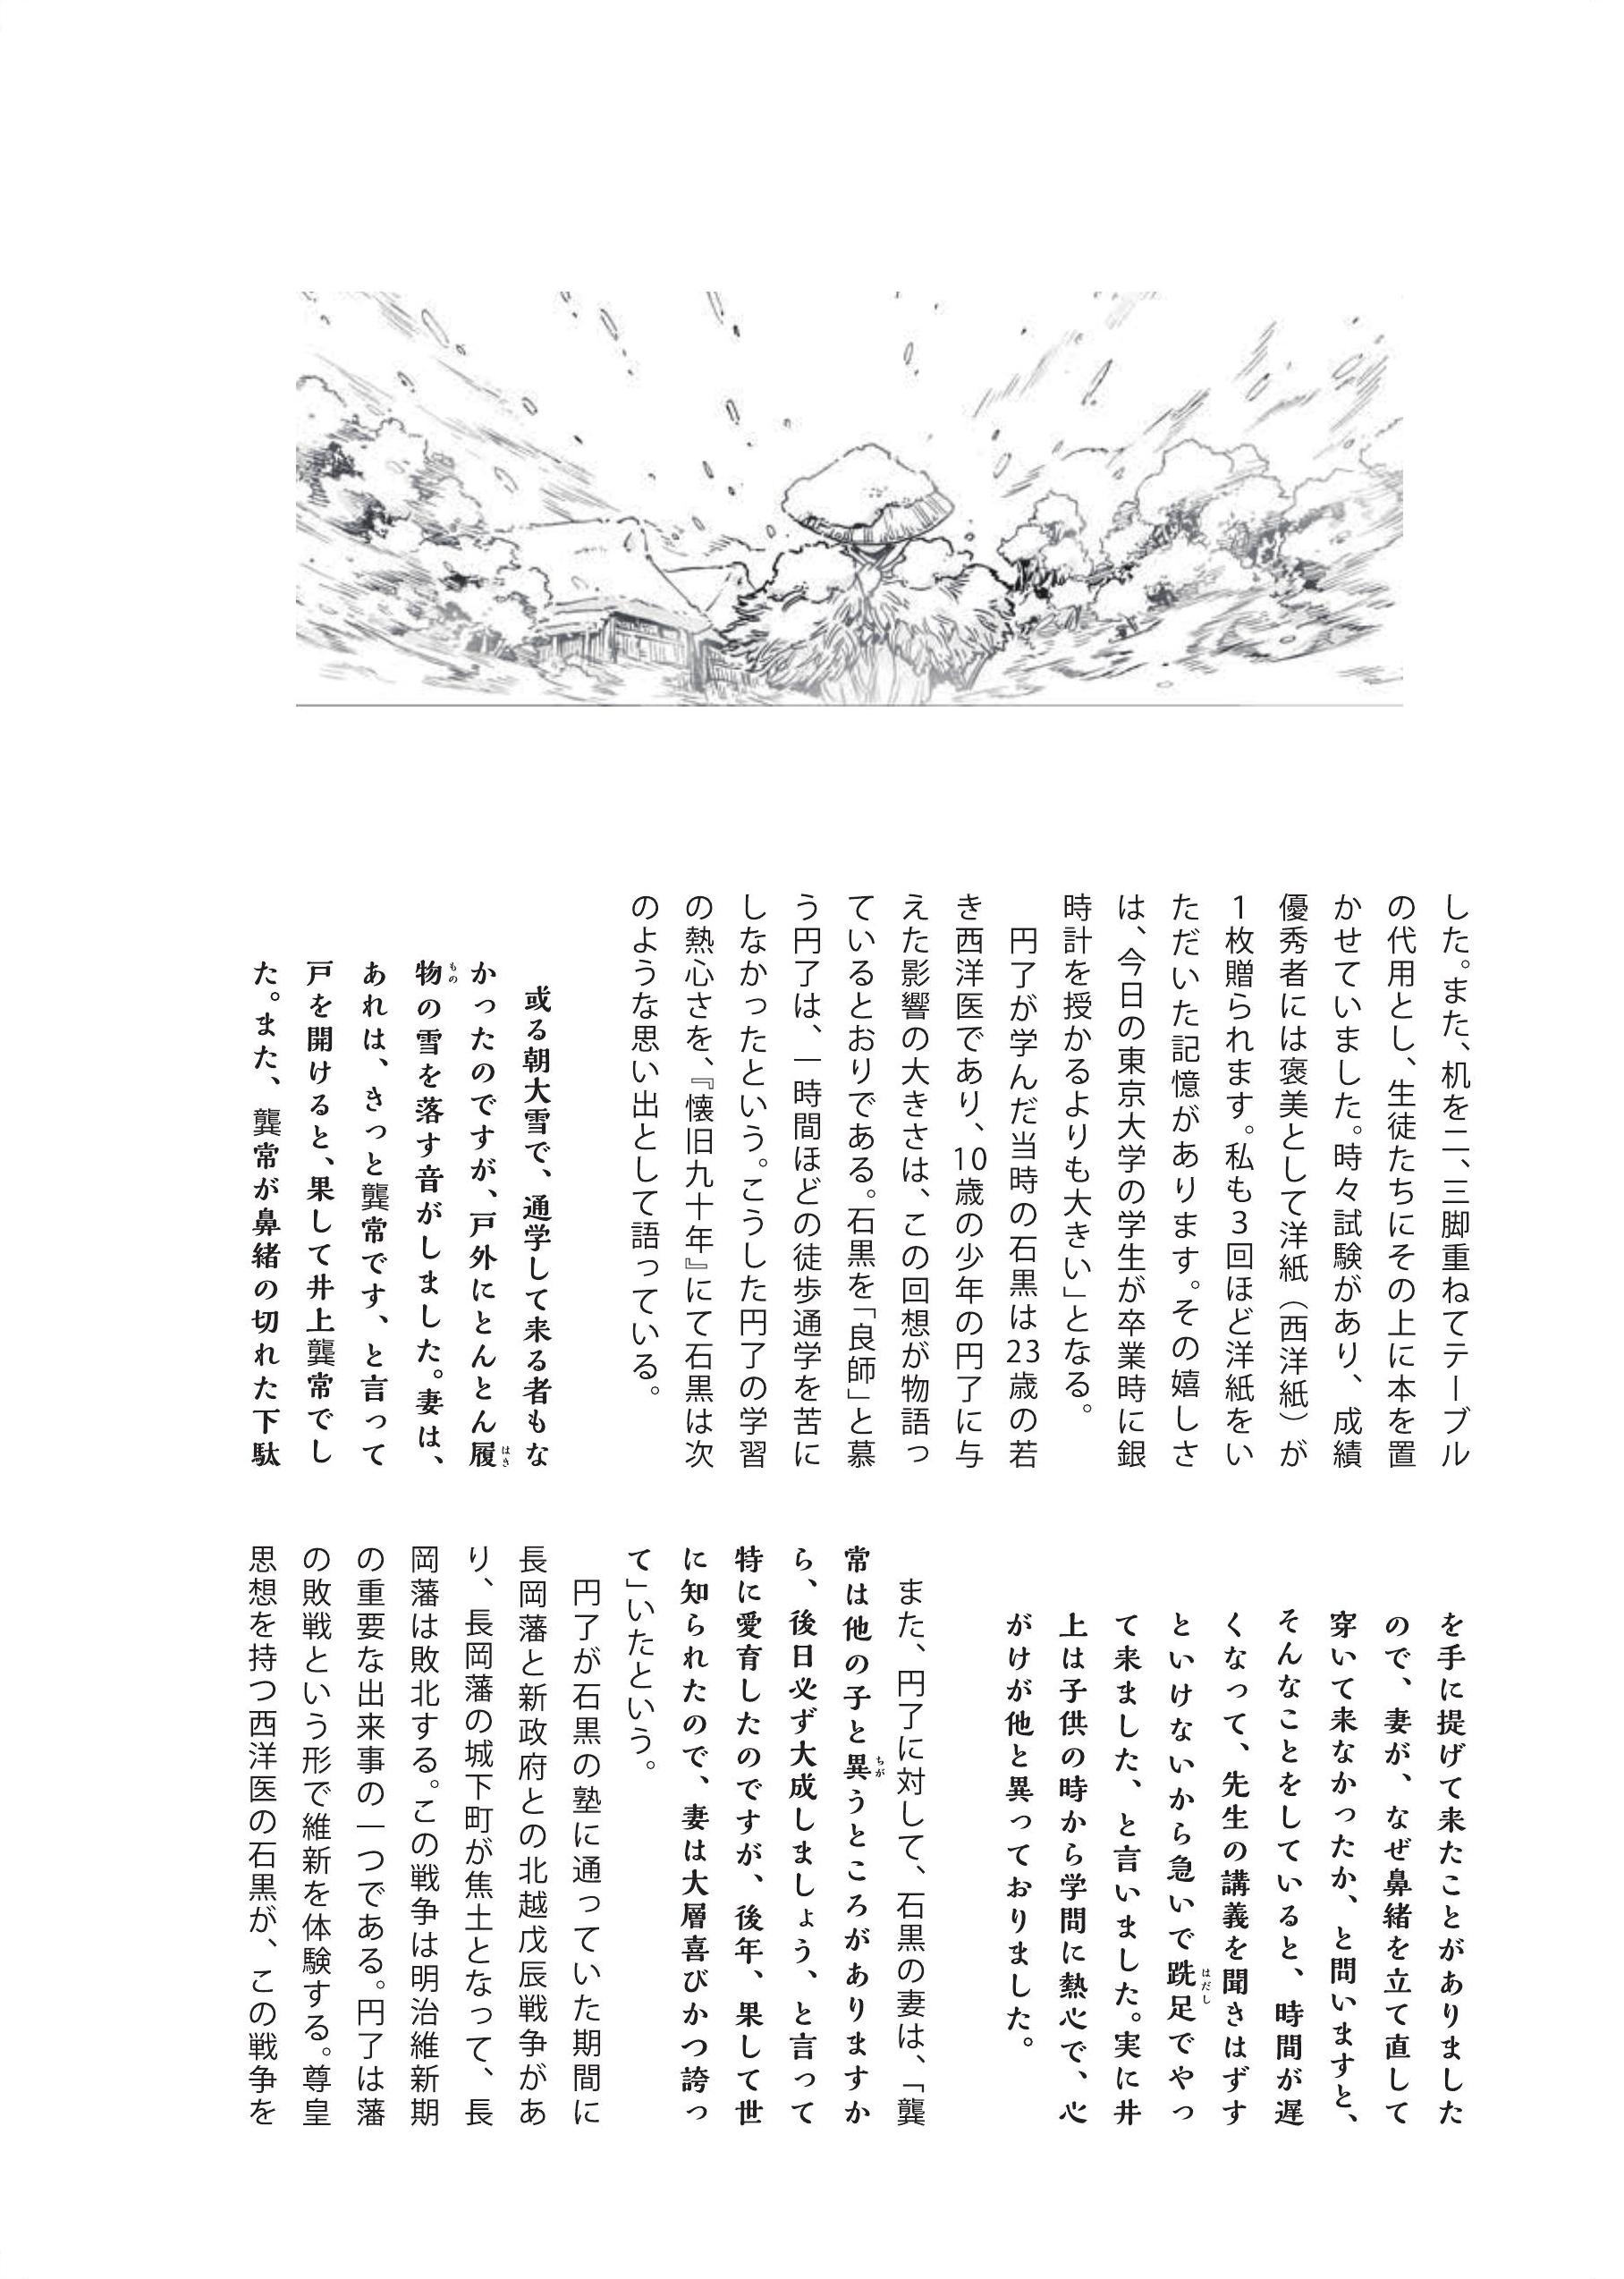 した。また、机を二、三脚重ねてテーブル
の代用とし、生徒たちにその上に本を置
かせていました。時々試験があり、成績
優秀者には褒美として洋紙（西洋紙）が
1枚贈られます。私も3回ほど洋紙をい
ただいた記憶があります。その嬉しさ
は、今日の東京大学の学生が卒業時に銀
時計を授かるよりも大きい」となる。
　円了が学んだ当時の石黒は23歳の若
き西洋医であり、10歳の少年の円了に与
えた影響の大きさは、この回想が物語っ
ているとおりである。石黒を「良師」と慕
う円了は、一時間ほどの徒歩通学を苦に
しなかったという。こうした円了の学習
の熱心さを、『懐旧九十年』にて石黒は次
のような思い出として語っている。
　或る朝大雪で、通学して来る者もな
かったのですが、戸外にとんとん履はき
物ものの雪を落す音がしました。妻は、
あれは、きっと襲常です、と言って
戸を開けると、果して井上襲常でし
た。また、襲常が鼻緒の切れた下駄
を手に提げて来たことがありました
ので、妻が、なぜ鼻緒を立て直して
穿いて来なかったか、と問いますと、
そんなことをしていると、時間が遅
くなって、先生の講義を聞きはずす
といけないから急いで跣足はだしでやっ
て来ました、と言いました。実に井
上は子供の時から学問に熱心で、心
がけが他と異っておりました。
　また、円了に対して、石黒の妻は、「襲
常は他の子と異ちがうところがありますか
ら、後日必ず大成しましょう、と言って
特に愛育したのですが、後年、果して世
に知られたので、妻は大層喜びかつ誇っ
て」いたという。
　円了が石黒の塾に通っていた期間に
長岡藩と新政府との北越戊辰戦争があ
り、長岡藩の城下町が焦土となって、長
岡藩は敗北する。この戦争は明治維新期
の重要な出来事の一つである。円了は藩
の敗戦という形で維新を体験する。尊皇
思想を持つ西洋医の石黒が、この戦争を